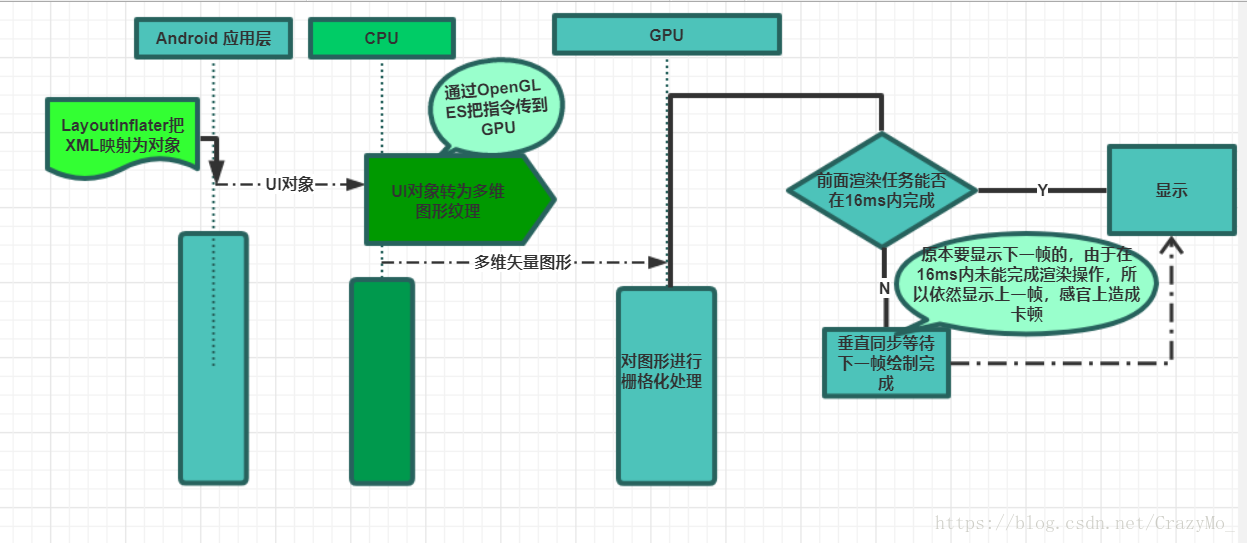 Android 应用层
CPU
GPU
LayoutInflater把
XML映射为对象
UI对象
通过OpenGL
ES把指令传到
GPU
UI对象转为多维
图形纹理
多维矢量图形
对图形进行
栅格化处理
前面渲染任务能否
在16ms内完成
Y
显示
N
原本要显示下一帧的，由于在
16ms内未能完成渲染操作，所
以依然显示上一帧，感官上造成
卡顿
垂直同步等待
下一帧绘制完
成
https://blog.csdn.net/CrazyMo_